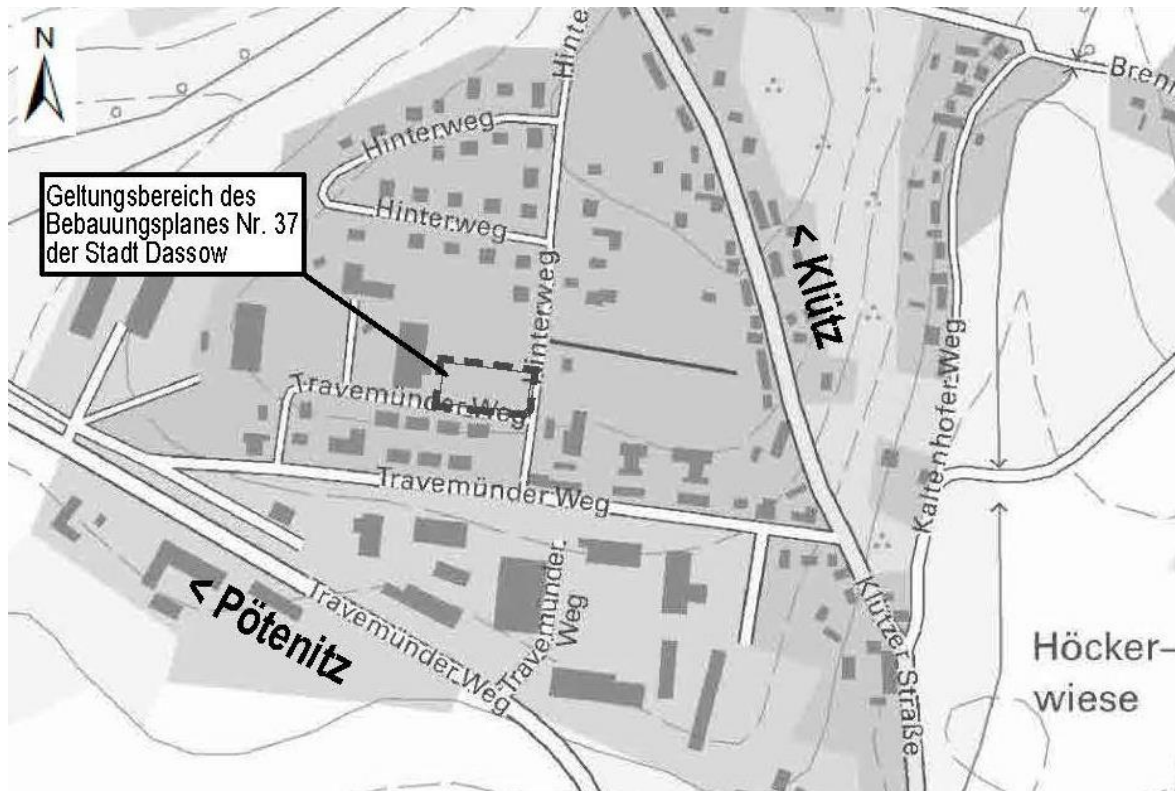 N
Hinte
Hinterweg
Brenn
Hinterweg
Geltungsbereich des
Bebauungsplanes Nr. 37
der Stadt Dassow
< Klütz
Hinterweg
Kaltenhofer-Weg
Travemünder Weg
Travemünder Weg
Travemünder
Weg
< Pötenitz
Travemünder Weg
Travemünder
Klützer Straße
Höcker-
wiese